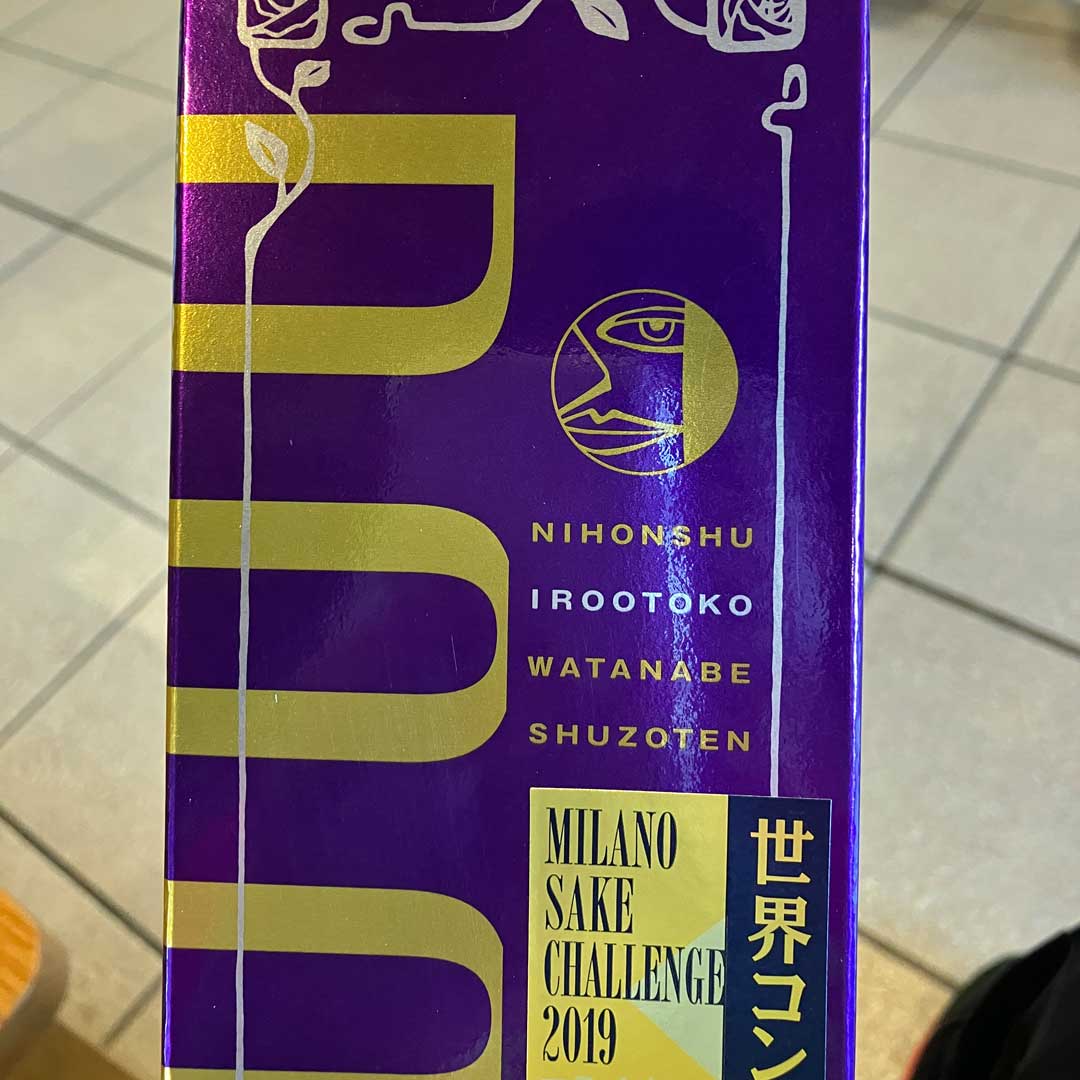 NIHONSHU
IROOTOKO
WATANABE
SHUZOTEN
MILANO
SAKE
CHALLENGE
2019
世界コン